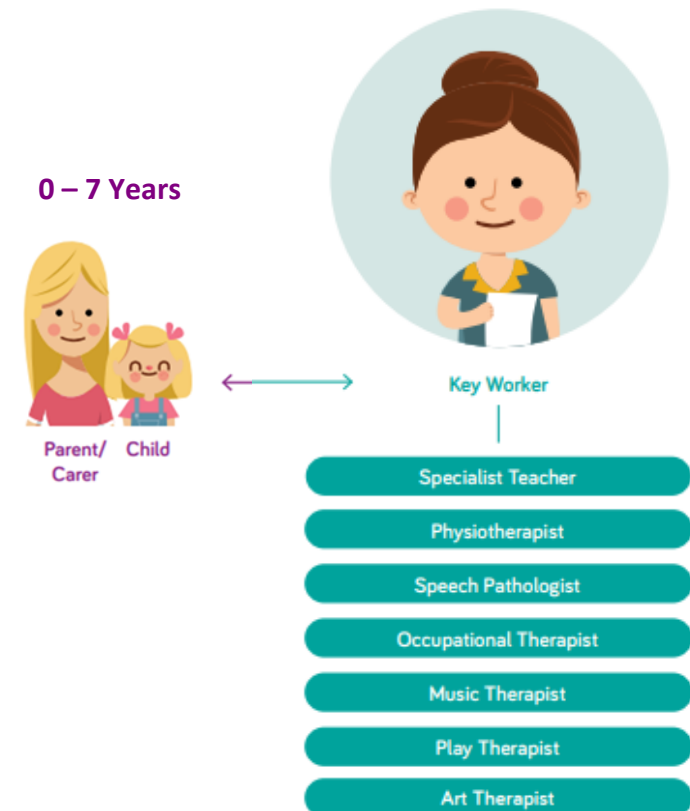 0 – 7 Years
Parent/ Child
Carer
Key Worker
Specialist Teacher
Physiotherapist
Speech Pathologist
Occupational Therapist
Music Therapist
Play Therapist
Art Therapist